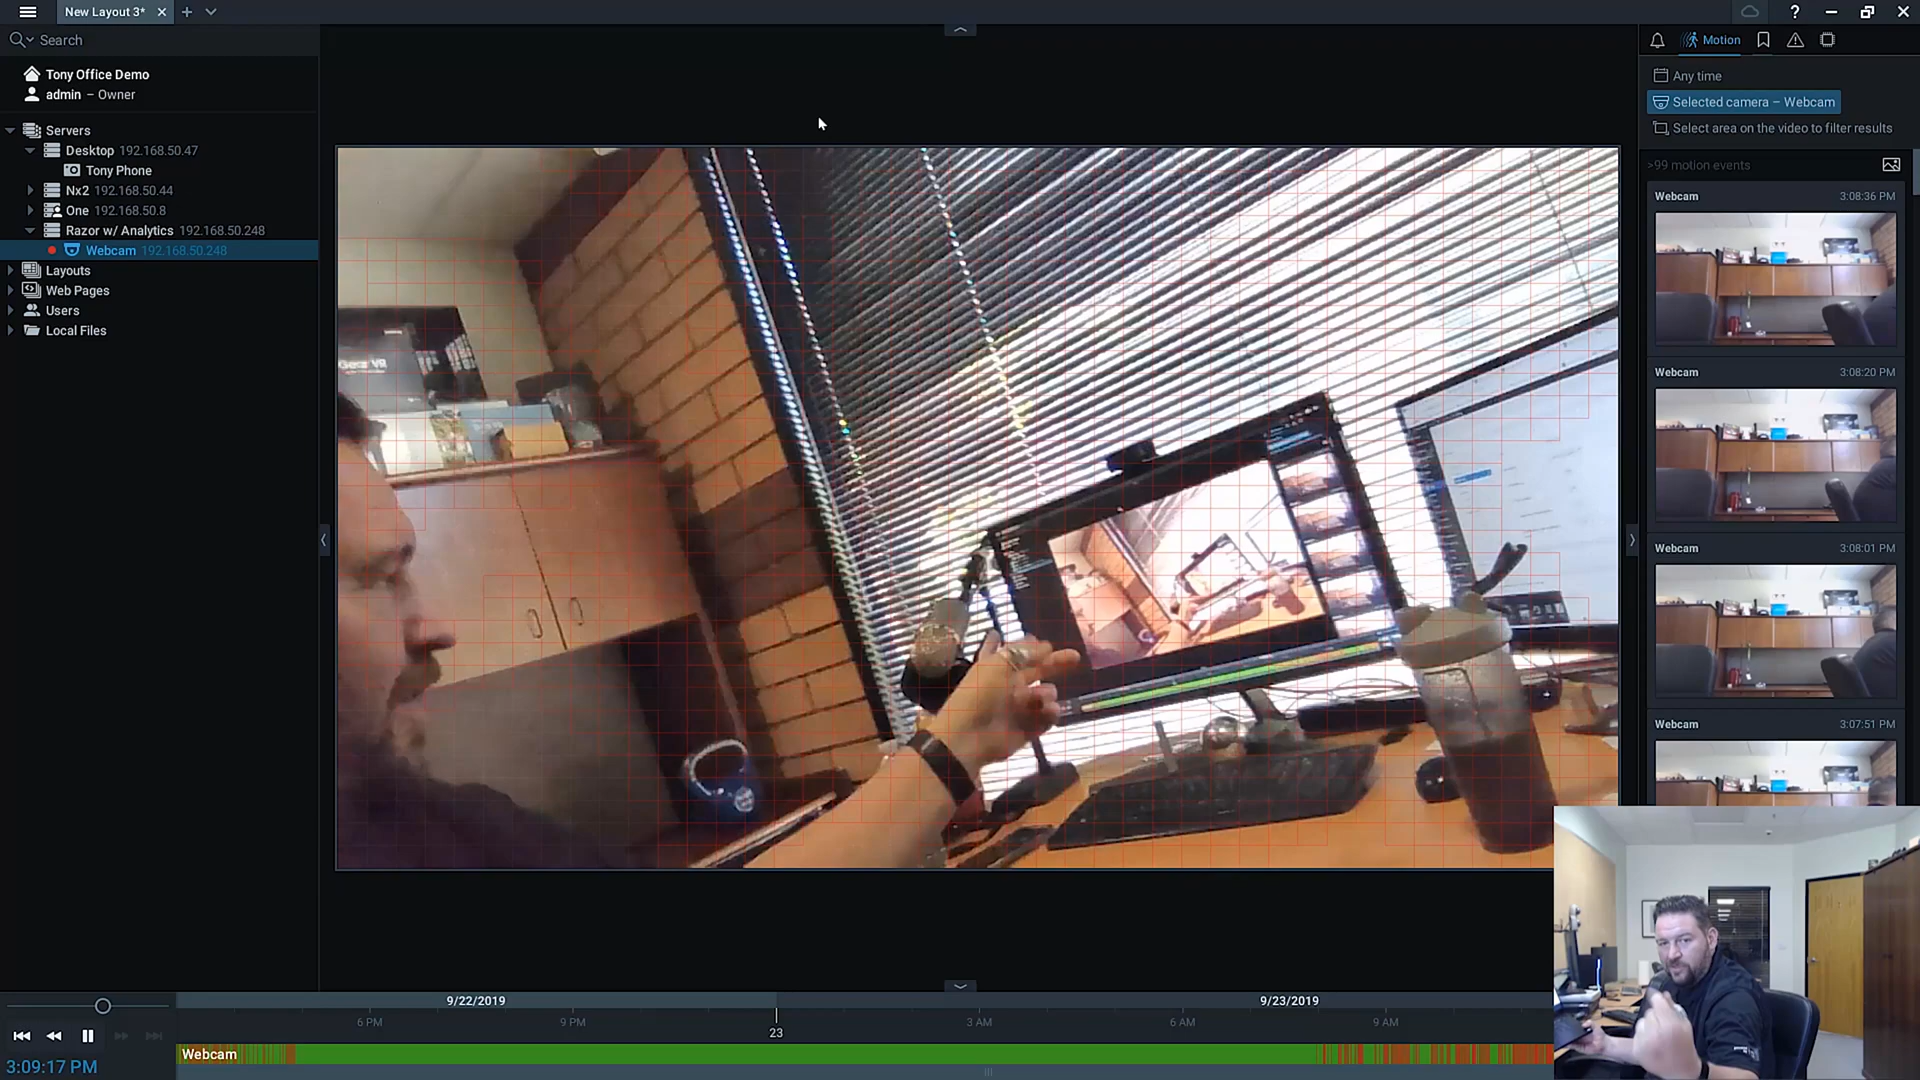 New Layout 3*
Search
Tony Office Demo
admin – Owner
Servers
Desktop 192.168.50.47
Tony Phone
Nx2 192.168.50.44
One 192.168.50.8
Razor w/ Analytics 192.168.50.248
Webcam 192.168.50.248
Layouts
Web Pages
Users
Local Files
Gear VR
?
Motion
Any time
Selected camera – Webcam
Select area on the video to filter results
>99 motion events
Webcam 3:08:36 PM
Webcam 3:08:20 PM
Webcam 3:08:01 PM
Webcam 3:07:51 PM
9/22/2019 9/23/2019
6 PM 9 PM 23 3 AM 6 AM 9 AM
Webcam
3:09:17 PM